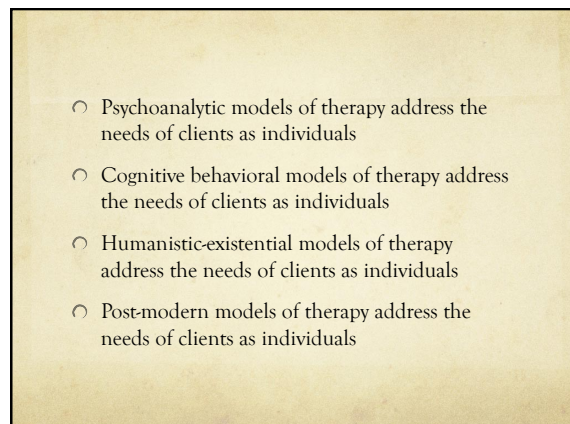 Psychoanalytic models of therapy address the
needs of clients as individuals
Cognitive behavioral models of therapy address
the needs of clients as individuals
Humanistic-existential models of therapy
address the needs of clients as individuals
Post-modern models of therapy address the
needs of clients as individuals